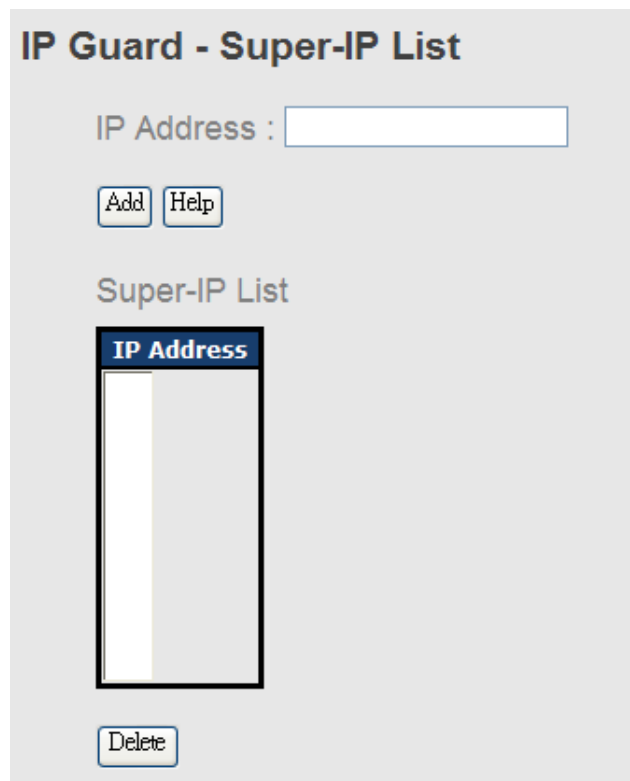 IP Guard - Super-IP List
IP Address :
Add Help
Super-IP List
IP Address
Delete